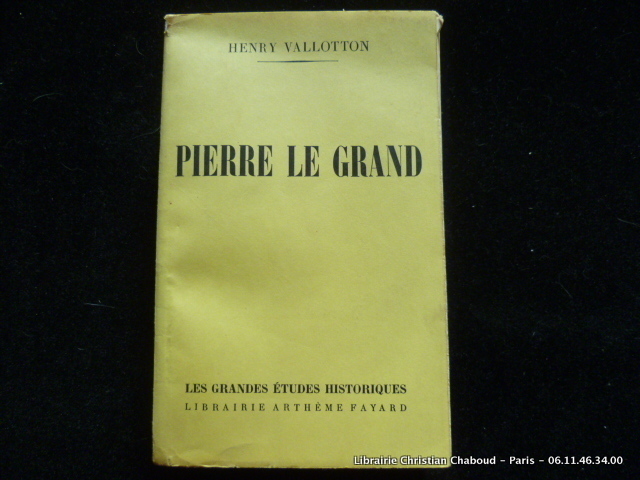 HENRY VALLOTTON
PIERRE LE GRAND
LES GRANDES ÉTUDES HISTORIQUES
LIBRAIRIE ARTHÈME FAYARD
Librairie Christian Chaboud - Paris - 06.11.46.34.00